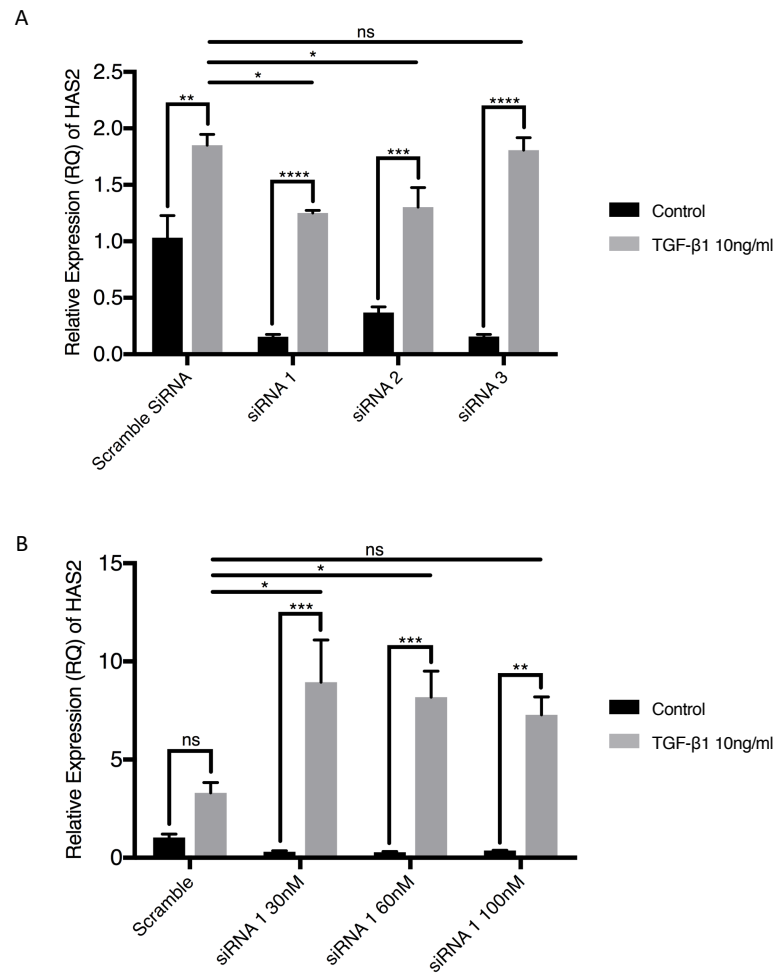 A
ns
*
*
2.5
**
****
***
****
2.0
1.5
1.0
0.5
0.0
Relative Expression (RQ) of HAS2
Control
TGF-β1 10ng/ml
Scramble SiRNA
siRNA 1
siRNA 2
siRNA 3
B
ns
*
*
15
***
***
**
ns
10
5
0
Relative Expression (RQ) of HAS2
Control
TGF-β1 10ng/ml
Scramble
siRNA 1 30nM
siRNA 1 60nM
siRNA 1 100nM